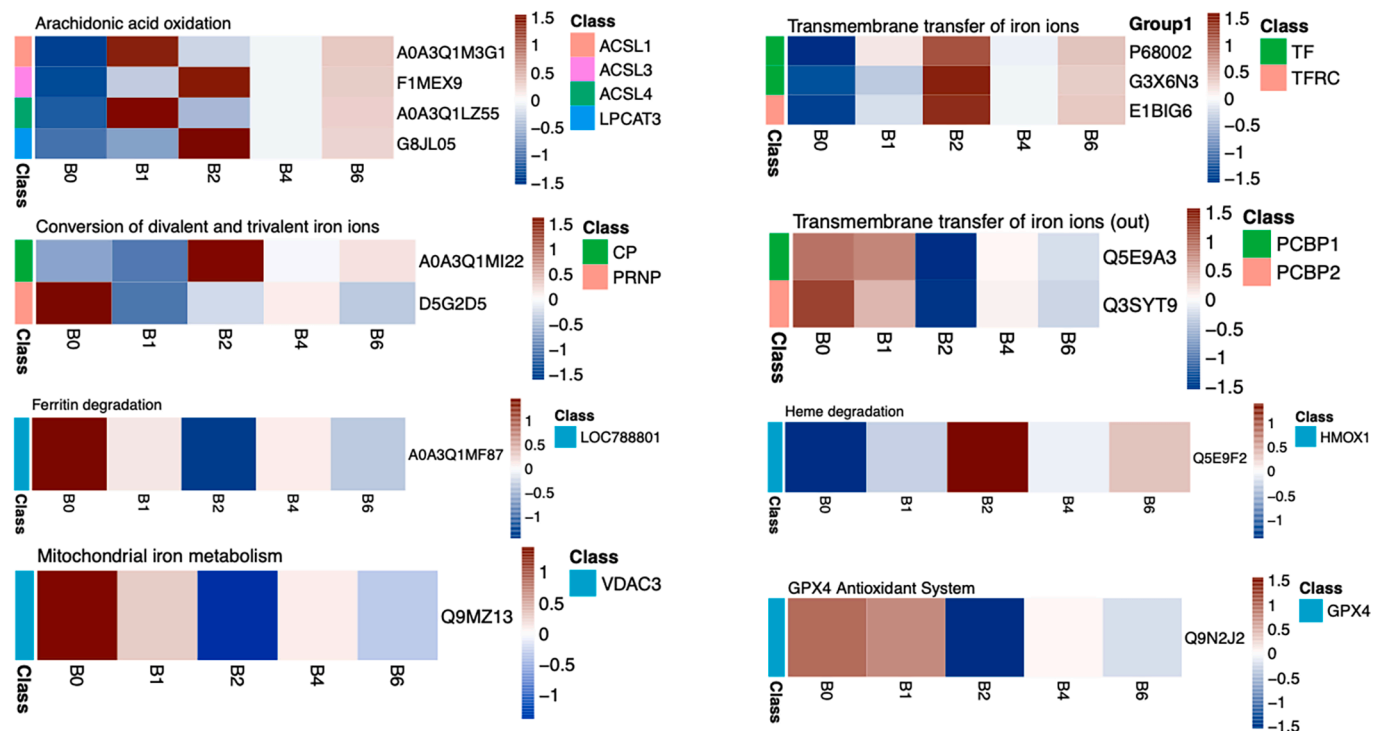 Arachidonic acid oxidation
A0A3Q1M3G1
F1MEX9
A0A3Q1LZ55
G8JL05
B0 B1 B2 B4 B6
Class
1.5
1
0.5
0
−0.5
−1
−1.5
Class
ACSL1
ACSL3
ACSL4
LPCAT3
Transmembrane transfer of iron ions
Group1
P68002
G3X6N3
E1BIG6
B0 B1 B2 B4 B6
Class
1.5
1
0.5
0
−0.5
−1
−1.5
Class
TF
TFRC
Conversion of divalent and trivalent iron ions
A0A3Q1MI22
D5G2D5
B0 B1 B2 B4 B6
Class
1.5
1
0.5
0
−0.5
−1
−1.5
Class
CP
PRNP
Transmembrane transfer of iron ions (out)
Q5E9A3
Q3SYT9
B0 B1 B2 B4 B6
Class
1.5
1
0.5
0
−0.5
−1
−1.5
Class
PCBP1
PCBP2
Ferritin degradation
A0A3Q1MF87
B0 B1 B2 B4 B6
Class
1
0.5
0
−0.5
−1
Class
LOC788801
Heme degradation
Q5E9F2
B0 B1 B2 B4 B6
Class
1
0.5
0
−0.5
−1
Class
HMOX1
Mitochondrial iron metabolism
Q9MZ13
B0 B1 B2 B4 B6
Class
1
0.5
0
−0.5
−1
Class
VDAC3
GPX4 Antioxidant System
Q9N2J2
B0 B1 B2 B4 B6
Class
1.5
1
0.5
0
−0.5
−1
−1.5
Class
GPX4